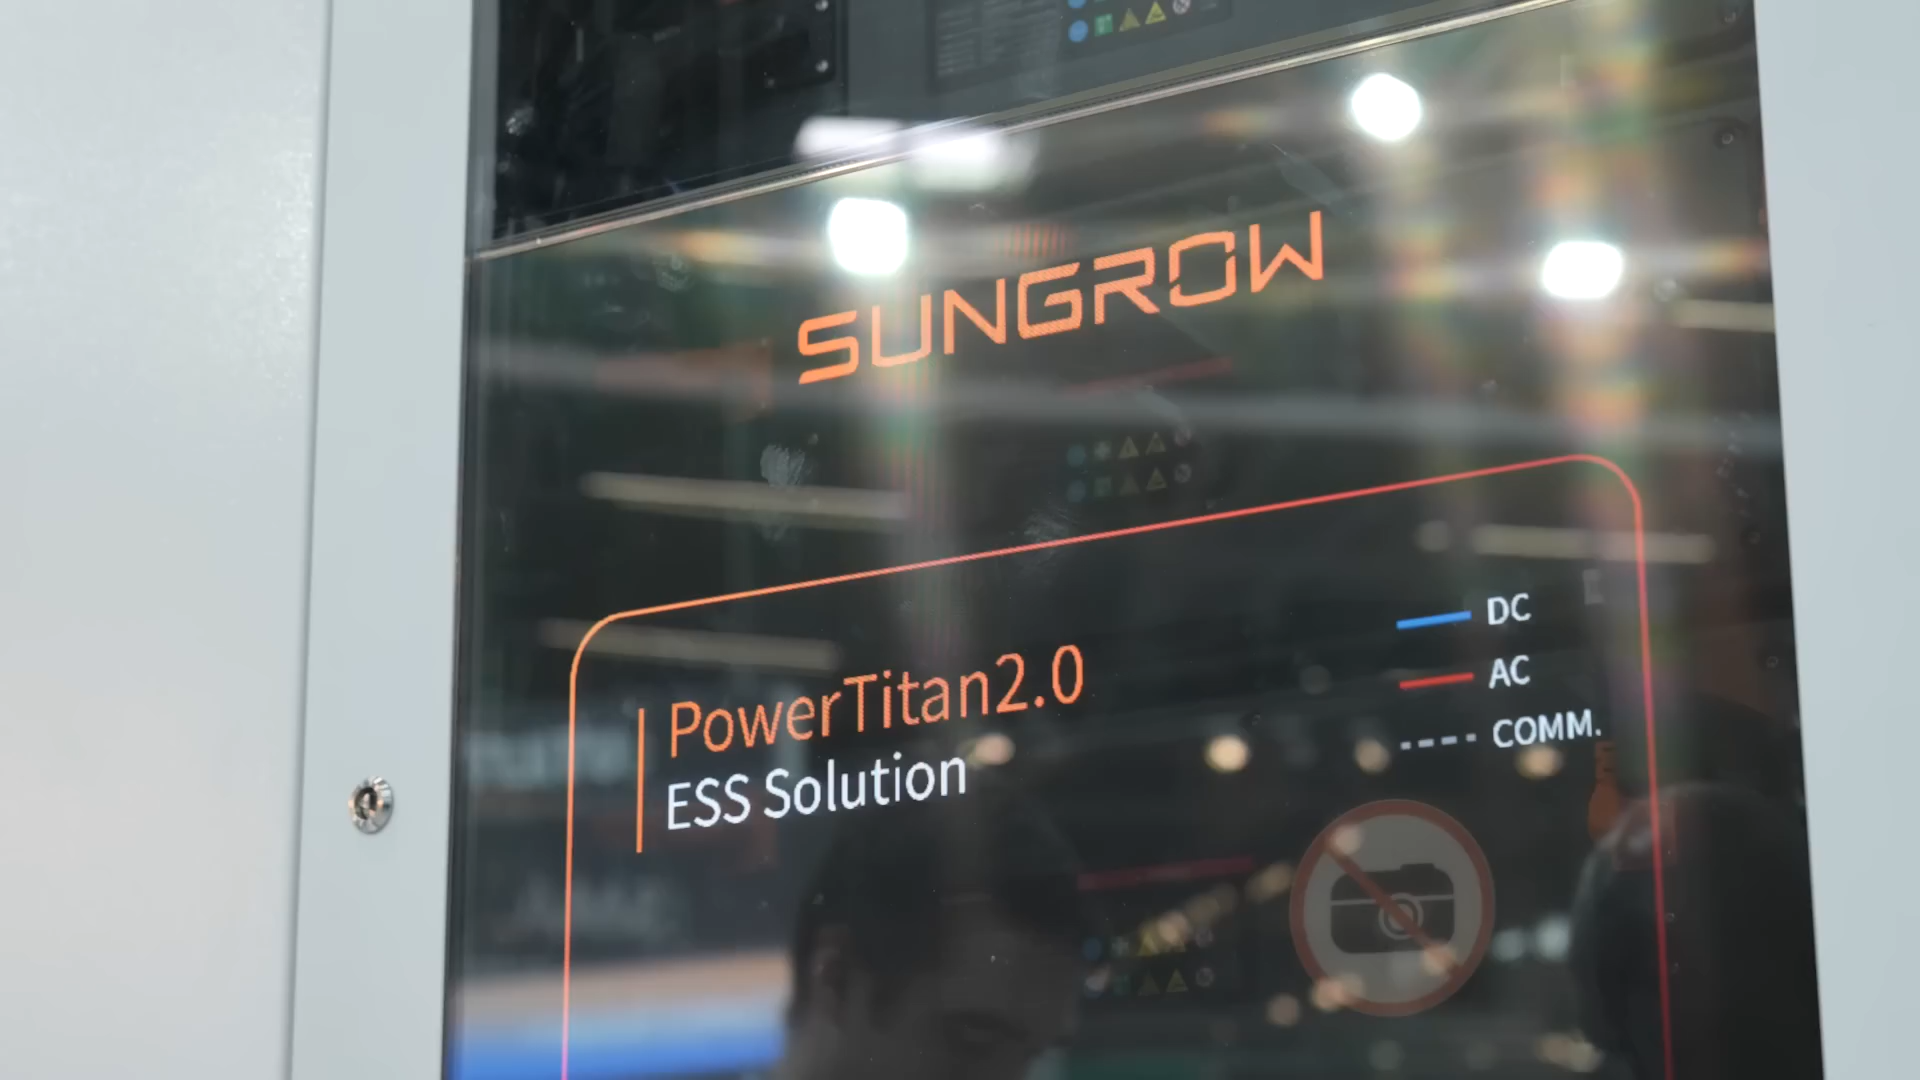 SUNGROW
PowerTitan2.0
ESS Solution
DC
AC
COMM.